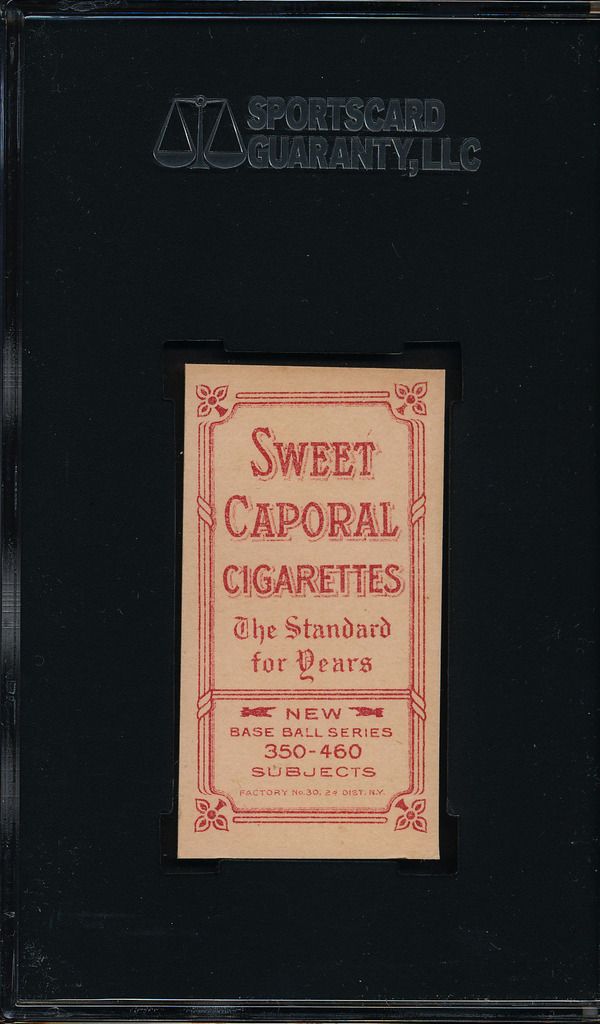 SPORTSCARD
GUARANTY, LLC
SWEET
CAPORAL
CIGARETTES
The Standard
for Years
NEW
BASE BALL SERIES
350-460
SUBJECTS
FACTORY No. 30, 2d DIST. N.Y.